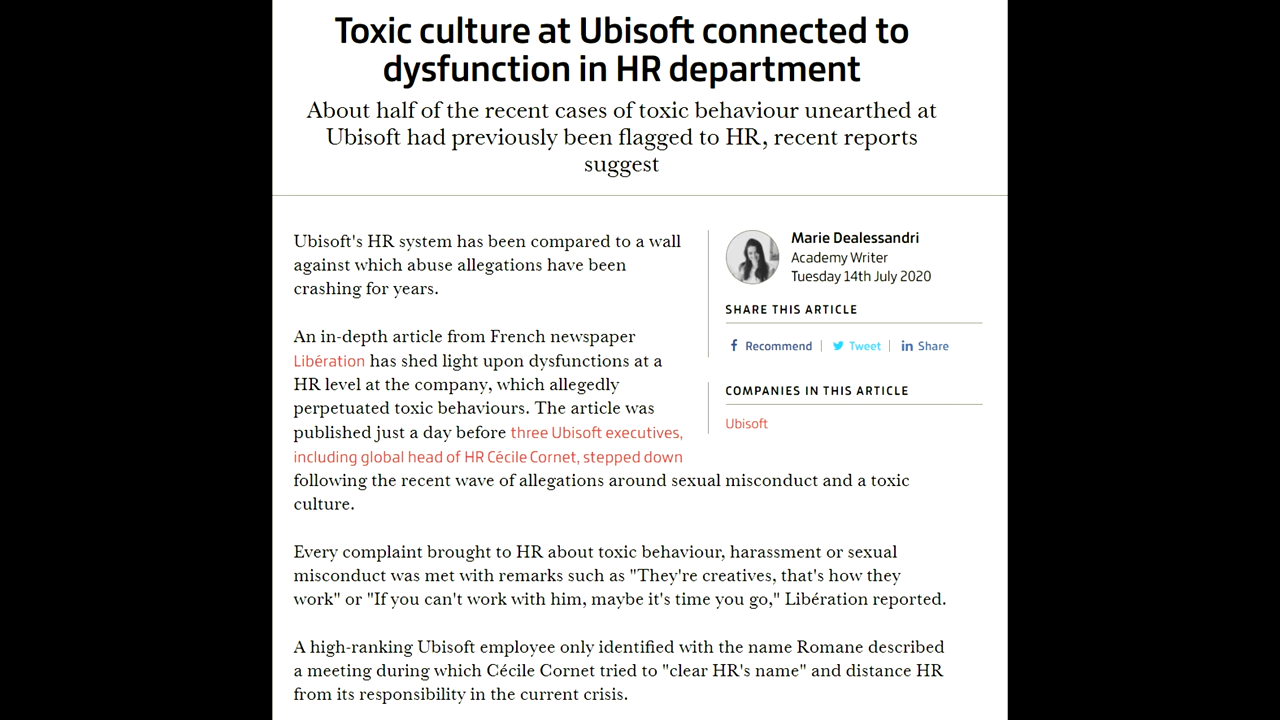 Toxic culture at Ubisoft connected to
dysfunction in HR department
About half of the recent cases of toxic behaviour unearthed at
Ubisoft had previously been flagged to HR, recent reports
suggest
Ubisoft's HR system has been compared to a wall
against which abuse allegations have been
crashing for years.
An in-depth article from French newspaper
Libération has shed light upon dysfunctions at a
HR level at the company, which allegedly
perpetuated toxic behaviours. The article was
published just a day before three Ubisoft executives,
including global head of HR Cécile Cornet, stepped down
following the recent wave of allegations around sexual misconduct and a toxic
culture.
Every complaint brought to HR about toxic behaviour, harassment or sexual
misconduct was met with remarks such as "They're creatives, that's how they
work" or "If you can't work with him, maybe it's time you go," Libération reported.
A high-ranking Ubisoft employee only identified with the name Romane described
a meeting during which Cécile Cornet tried to "clear HR's name" and distance HR
from its responsibility in the current crisis.
Marie Dealessandri
Academy Writer
Tuesday 14th July 2020
SHARE THIS ARTICLE
Recommend | Tweet | Share
COMPANIES IN THIS ARTICLE
Ubisoft